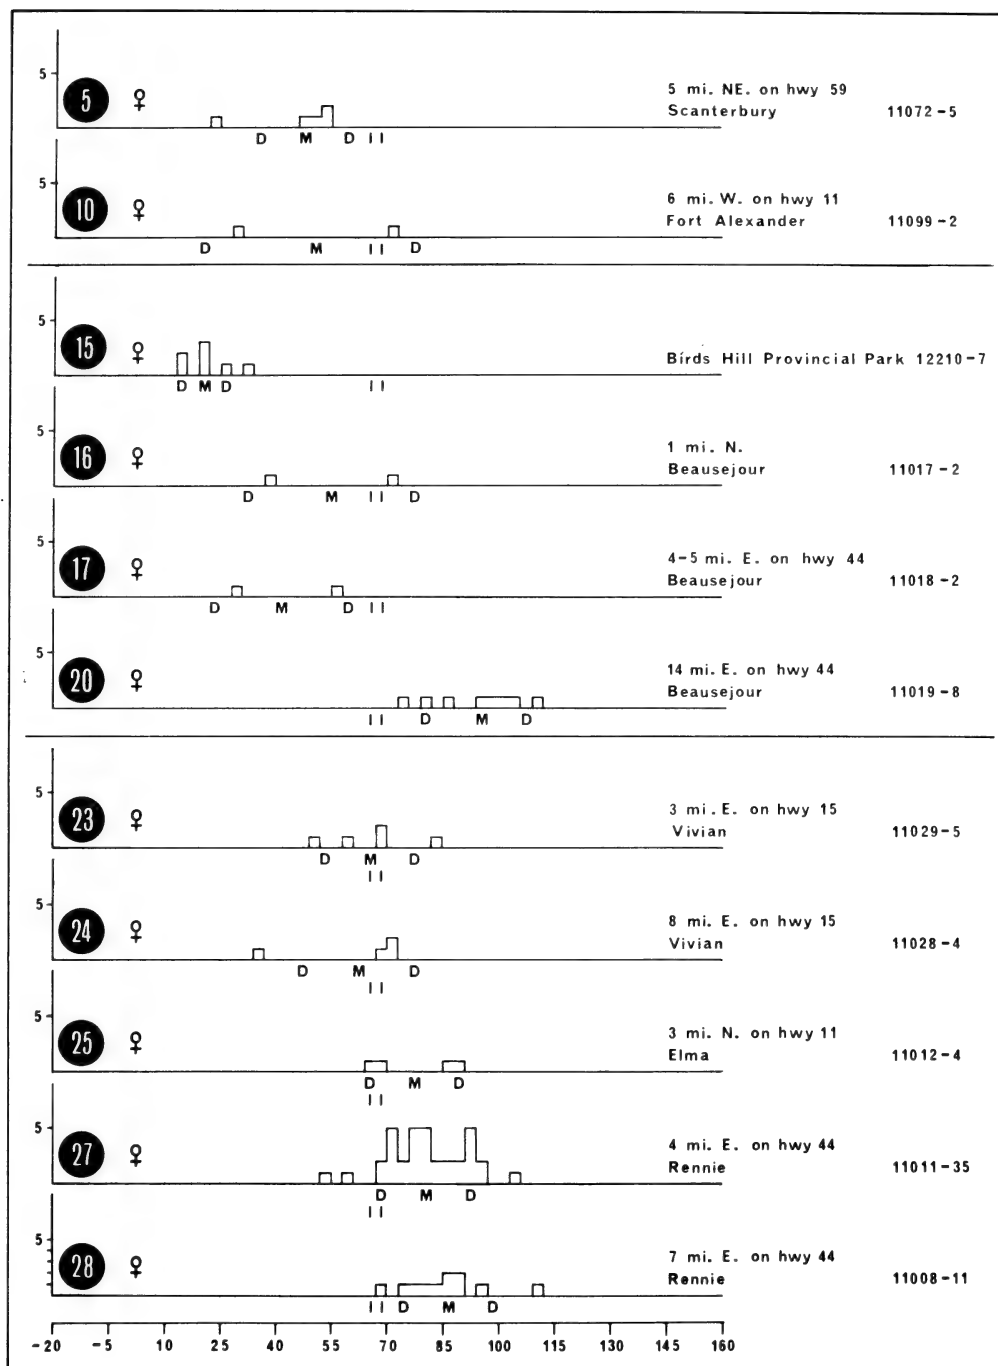 5
5 ♀
5 mi. NE. on hwy 59
Scanterbury 11072-5
D M D I I
5
10 ♀
6 mi. W. on hwy 11
Fort Alexander 11099-2
D M I I D
5
15 ♀
Birds Hill Provincial Park 12210-7
D M D I I
5
16 ♀
1 mi. N.
Beausejour 11017-2
D M I I D
5
17 ♀
4-5 mi. E. on hwy 44
Beausejour 11018-2
D M D I I
5
20 ♀
14 mi. E. on hwy 44
Beausejour 11019-8
I I D M D
5
23 ♀
3 mi. E. on hwy 15
Vivian 11029-5
D M D
I I
5
24 ♀
8 mi. E. on hwy 15
Vivian 11028-4
D M D
I I
5
25 ♀
3 mi. N. on hwy 11
Elma 11012-4
D M D
I I
5
27 ♀
4 mi. E. on hwy 44
Rennie 11011-35
D M D
I I
5
28 ♀
7 mi. E. on hwy 44
Rennie 11008-11
I I D M D
-20 -5 10 25 40 55 70 85 100 115 130 145 160